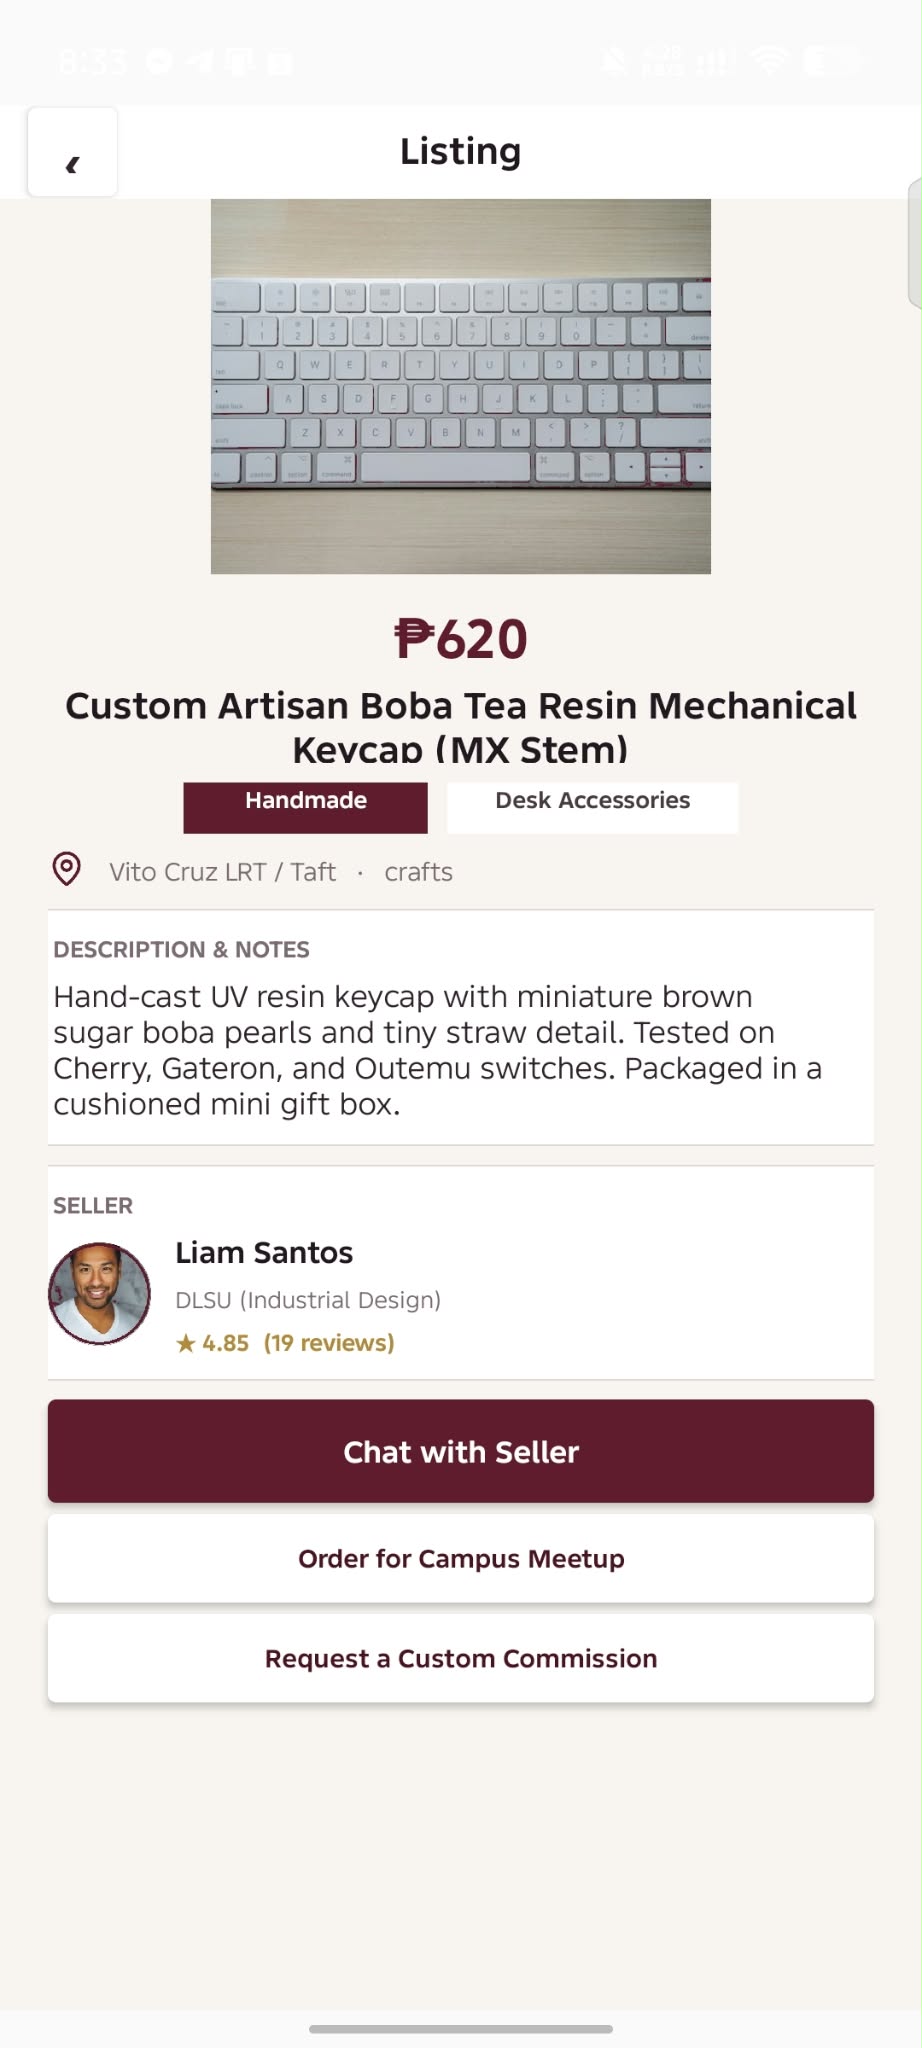 8:33
Listing
₱620
Custom Artisan Boba Tea Resin Mechanical
Keycap (MX Stem)
Handmade
Desk Accessories
Vito Cruz LRT / Taft · crafts
DESCRIPTION & NOTES
Hand-cast UV resin keycap with miniature brown
sugar boba pearls and tiny straw detail. Tested on
Cherry, Gateron, and Outemu switches. Packaged in a
cushioned mini gift box.
SELLER
Liam Santos
DLSU (Industrial Design)
★ 4.85 (19 reviews)
Chat with Seller
Order for Campus Meetup
Request a Custom Commission